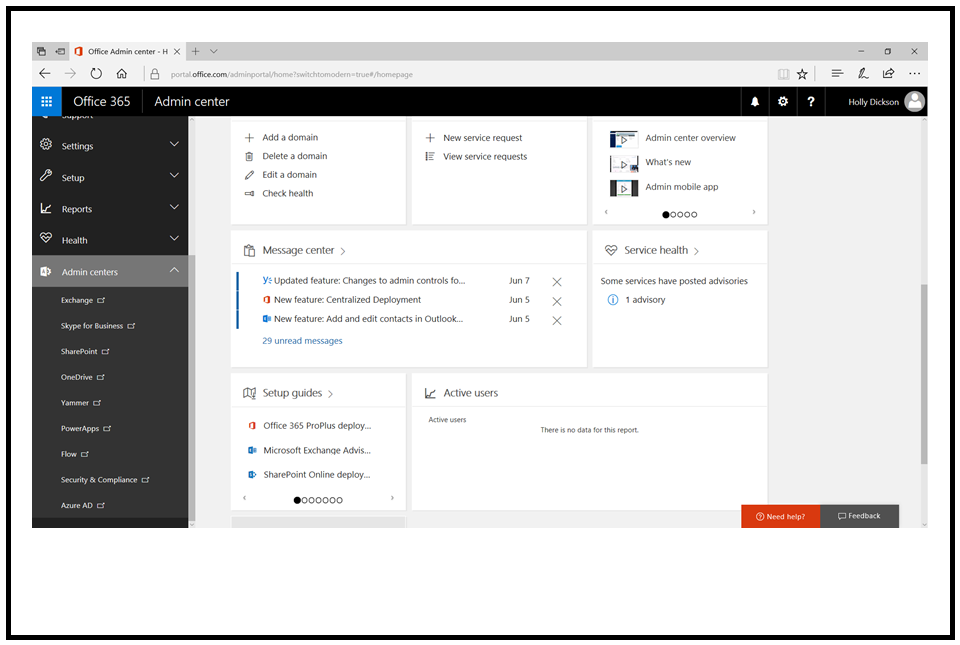 Office Admin center - H
portal.office.com/adminportal/home?switchtomodern=true#/homepage
Office 365 Admin center
Holly Dickson
Support
Settings
Setup
Reports
Health
Admin centers
Exchange
Skype for Business
SharePoint
OneDrive
Yammer
PowerApps
Flow
Security & Compliance
Azure AD
Add a domain
Delete a domain
Edit a domain
Check health
New service request
View service requests
Admin center overview
What's new
Admin mobile app
Message center
Updated feature: Changes to admin controls fo... Jun 7
New feature: Centralized Deployment Jun 5
New feature: Add and edit contacts in Outlook... Jun 5
29 unread messages
Service health
Some services have posted advisories
1 advisory
Setup guides
Office 365 ProPlus deploy...
Microsoft Exchange Advis...
SharePoint Online deploy...
Active users
Active users
There is no data for this report.
Need help?
Feedback